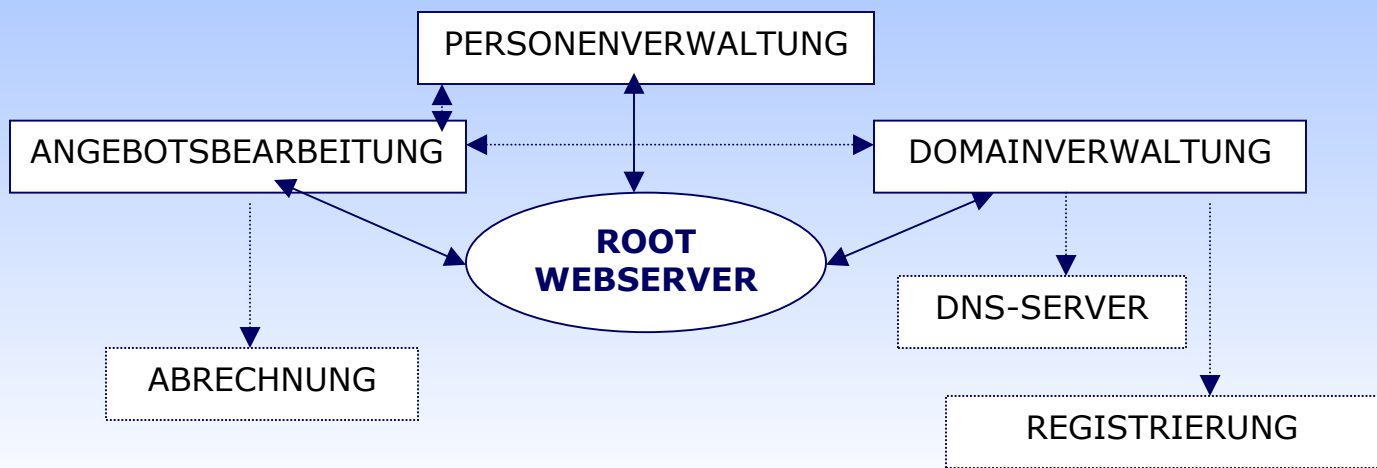 PERSONENVERWALTUNG
ANGEBOTSBEARBEITUNG
DOMAINVERWALTUNG
ROOT
WEBSERVER
DNS-SERVER
ABRECHNUNG
REGISTRIERUNG